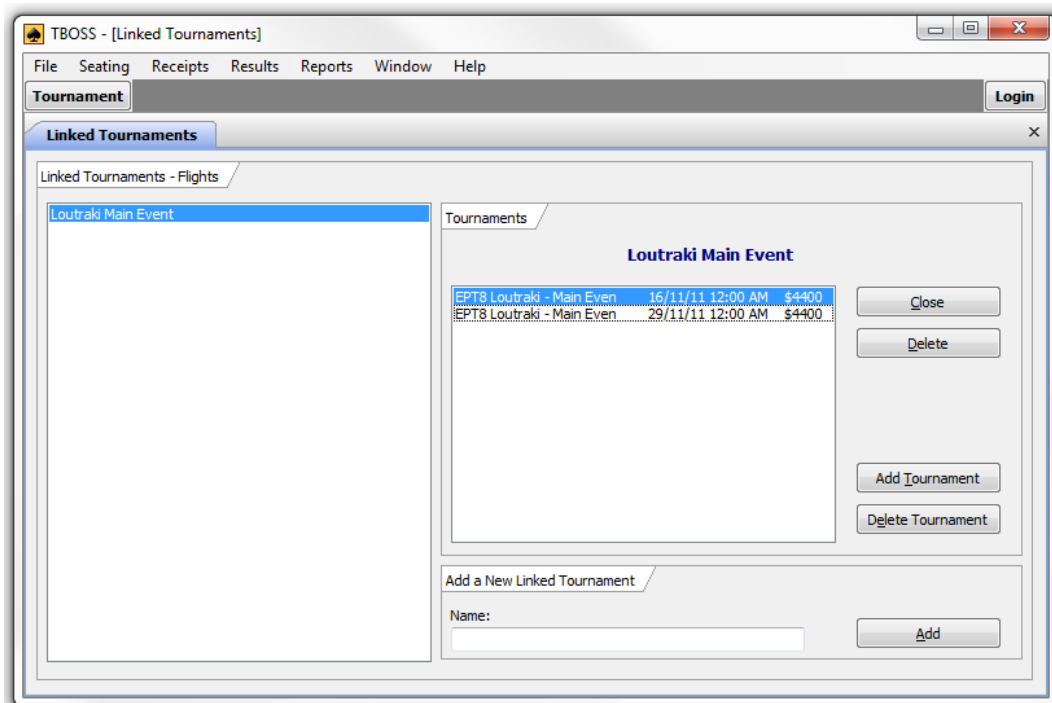 TBOSS - [Linked Tournaments]
File Seating Receipts Results Reports Window Help
Tournament Login
Linked Tournaments
Linked Tournaments - Flights
Loutraki Main Event
Tournaments
Loutraki Main Event
EPT8 Loutraki - Main Even 16/11/11 12:00 AM $4400
EPT8 Loutraki - Main Even 29/11/11 12:00 AM $4400
Close
Delete
Add Tournament
Delete Tournament
Add a New Linked Tournament
Name:
Add